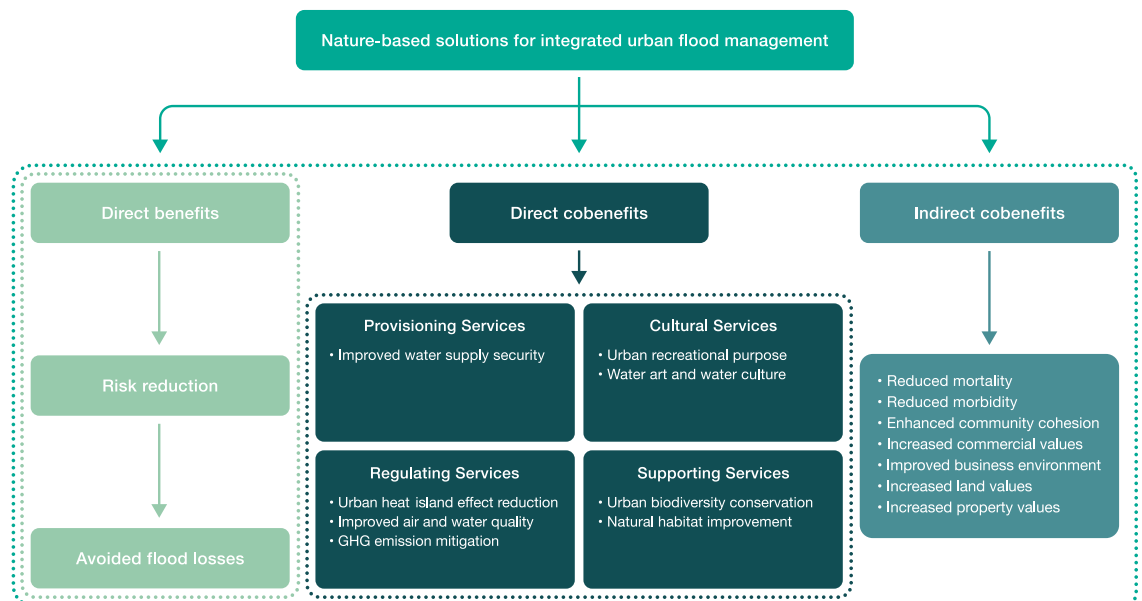 Nature-based solutions for integrated urban flood management
Direct benefits
Risk reduction
Avoided flood losses
Direct cobenefits
Provisioning Services
• Improved water supply security
Cultural Services
• Urban recreational purpose
• Water art and water culture
Regulating Services
• Urban heat island effect reduction
• Improved air and water quality
• GHG emission mitigation
Supporting Services
• Urban biodiversity conservation
• Natural habitat improvement
Indirect cobenefits
• Reduced mortality
• Reduced morbidity
• Enhanced community cohesion
• Increased commercial values
• Improved business environment
• Increased land values
• Increased property values